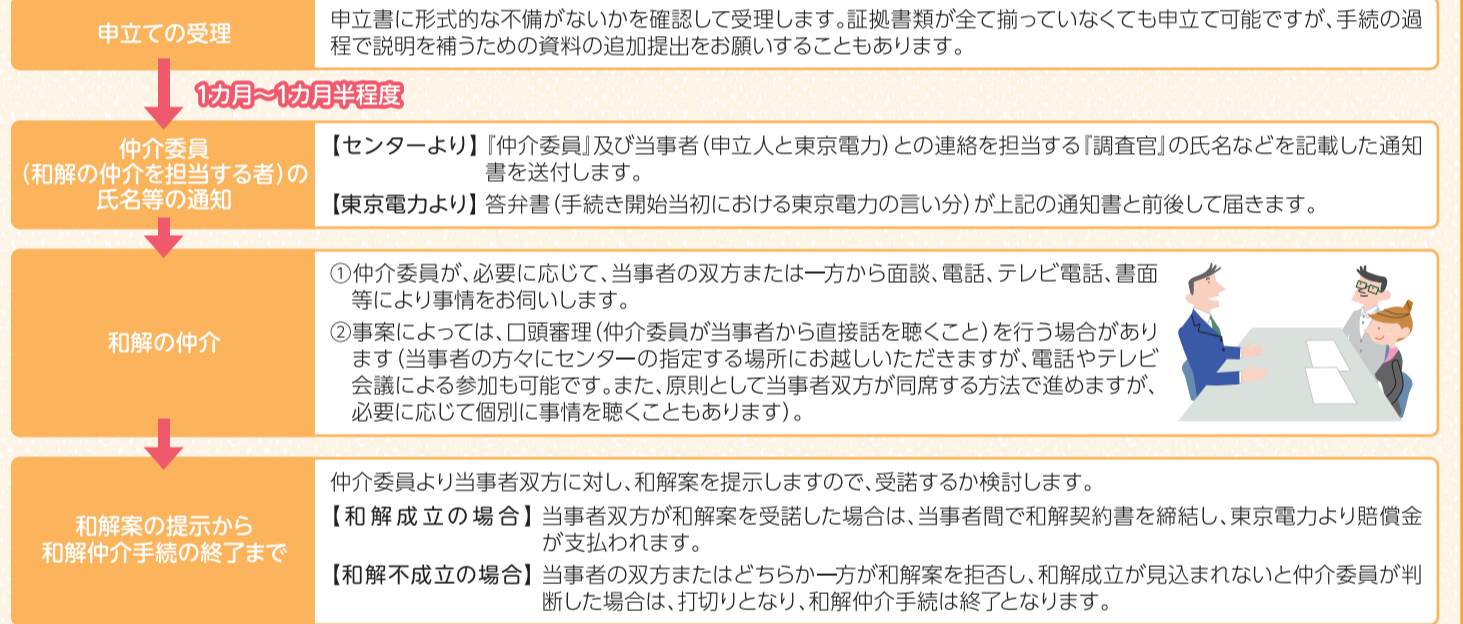 申立ての受理
申立書に形式的な不備がないかを確認して受理します。証拠書類が全て揃っていなくても申立て可能ですが、手続の過
程で説明を補うための資料の追加提出をお願いすることもあります。
1カ月〜1カ月半程度
仲介委員
（和解の仲介を担当する者）の
氏名等の通知
【センターより】『仲介委員』及び当事者（申立人と東京電力）との連絡を担当する『調査官』の氏名などを記載した通知
書を送付します。
【東京電力より】答弁書（手続き開始当初における東京電力の言い分）が上記の通知書と前後して届きます。
和解の仲介
①仲介委員が、必要に応じて、当事者の双方または一方から面談、電話、テレビ電話、書面
等により事情をお伺いします。
②事案によっては、口頭審理（仲介委員が当事者から直接話を聴くこと）を行う場合があり
ます（当事者の方々にセンターの指定する場所にお越しいただきますが、電話やテレビ
会議による参加も可能です。また、原則として当事者双方が同席する方法で進めますが、
必要に応じて個別に事情を聴くこともあります）。
和解案の提示から
和解仲介手続の終了まで
仲介委員より当事者双方に対し、和解案を提示しますので、受諾するか検討します。
【和解成立の場合】当事者双方が和解案を受諾した場合は、当事者間で和解契約書を締結し、東京電力より賠償金
が支払われます。
【和解不成立の場合】当事者の双方またはどちらか一方が和解案を拒否し、和解成立が見込まれないと仲介委員が判
断した場合は、打切りとなり、和解仲介手続は終了となります。